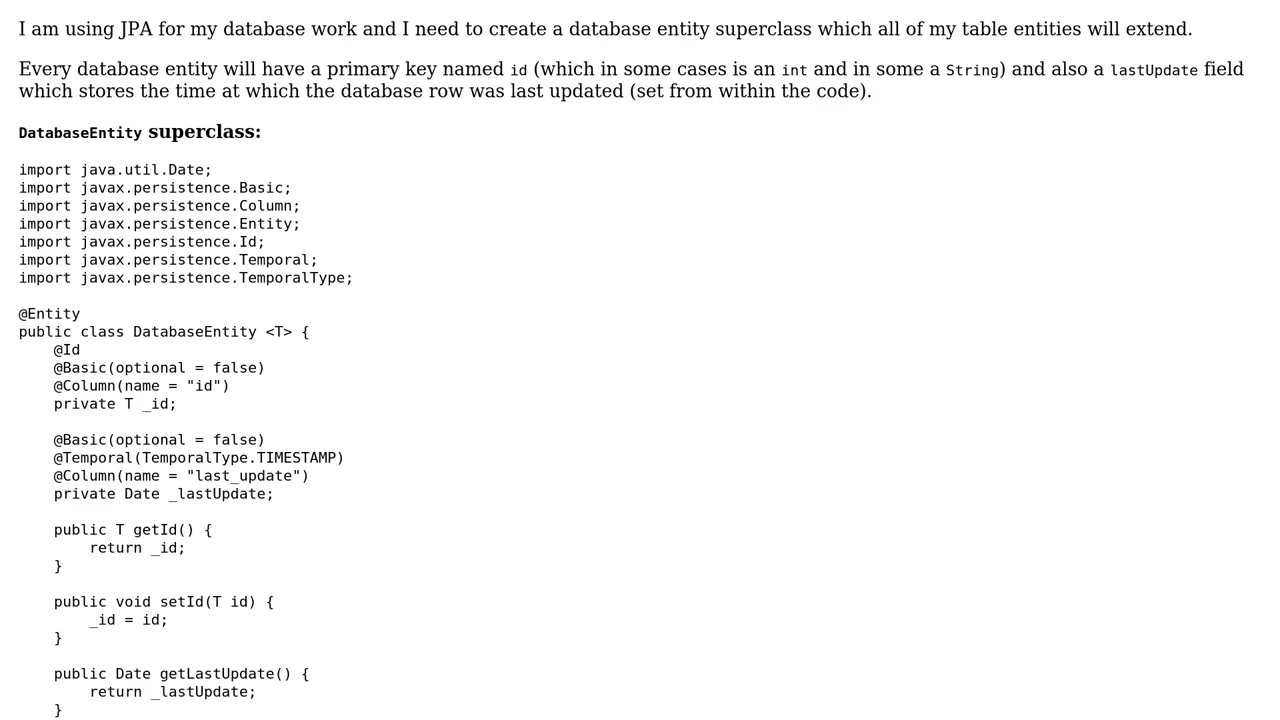 I am using JPA for my database work and I need to create a database entity superclass which all of my table entities will extend.
Every database entity will have a primary key named id (which in some cases is an int and in some a String) and also a lastUpdate field
which stores the time at which the database row was last updated (set from within the code).
DatabaseEntity superclass:
import java.util.Date;
import javax.persistence.Basic;
import javax.persistence.Column;
import javax.persistence.Entity;
import javax.persistence.Id;
import javax.persistence.Temporal;
import javax.persistence.TemporalType;
@Entity
public class DatabaseEntity <T> {
    @Id
    @Basic(optional = false)
    @Column(name = "id")
    private T _id;
    @Basic(optional = false)
    @Temporal(TemporalType.TIMESTAMP)
    @Column(name = "last_update")
    private Date _lastUpdate;
    public T getId() {
        return _id;
    }
    public void setId(T id) {
        _id = id;
    }
    public Date getLastUpdate() {
        return _lastUpdate;
    }